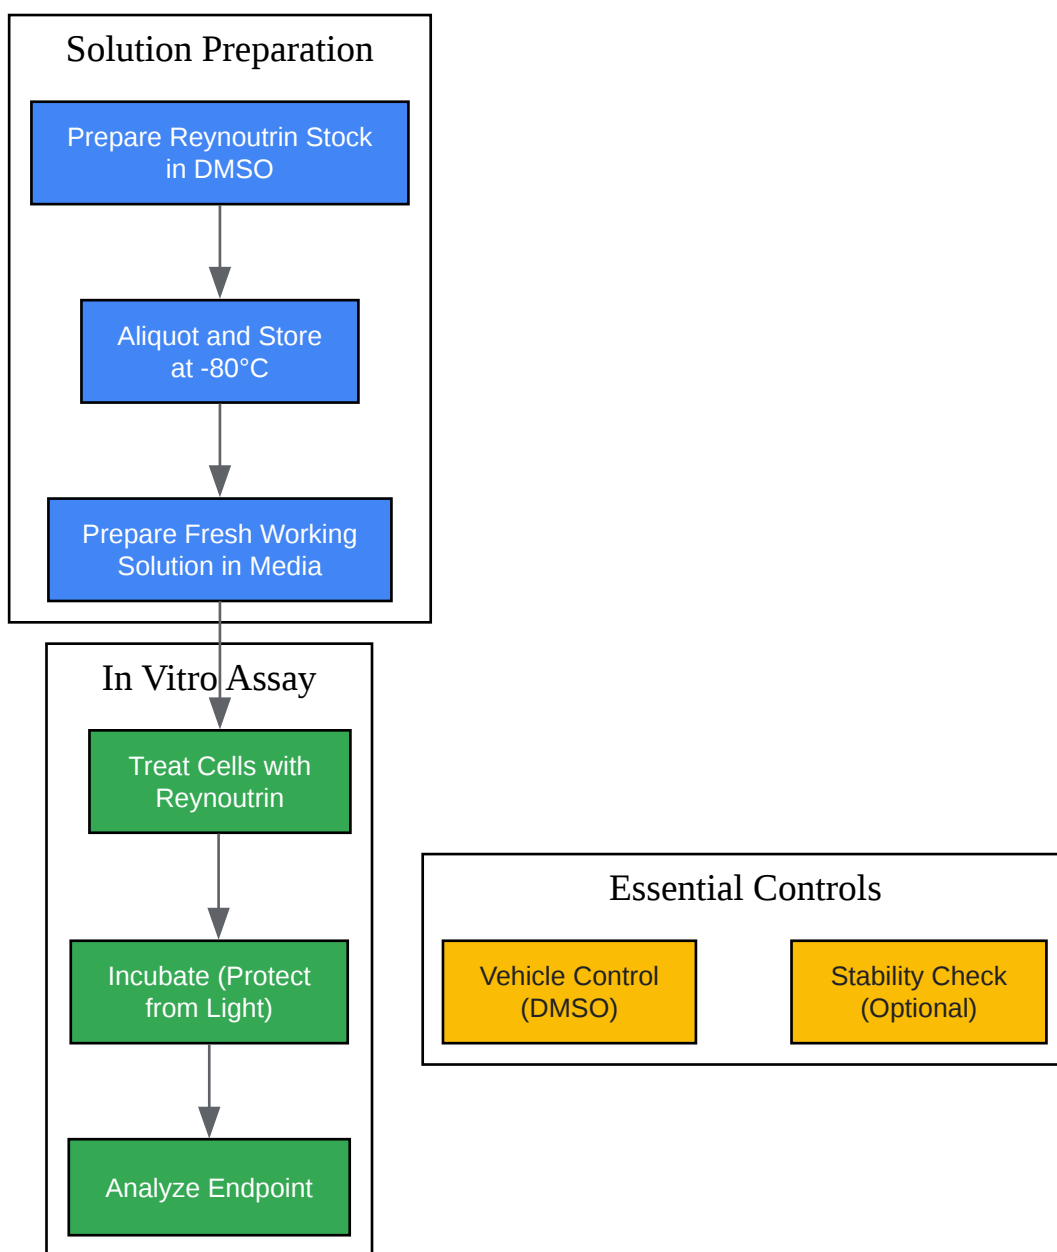 Solution Preparation
Prepare Reynoutrin Stock
in DMSO
Aliquot and Store
at -80°C
Prepare Fresh Working
Solution in Media
In Vitro Assay
Treat Cells with
Reynoutrin
Essential Controls
Incubate (Protect
from Light)
Vehicle Control
(DMSO)
Stability Check
(Optional)
Analyze Endpoint